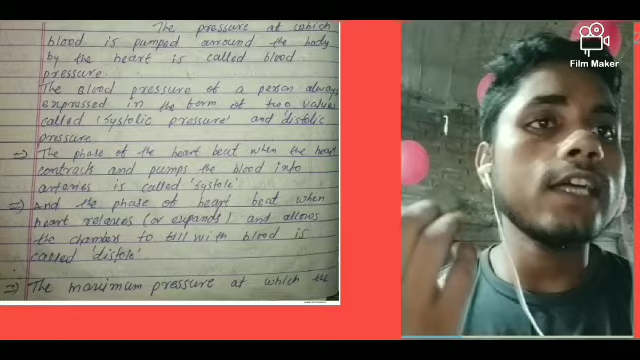 The pressure at which
blood is pumped arround the body
by the heart is called blood
pressure.
The Blood pressure of a person always
expressed in the form of two values
called 'systolic pressure' and distolic
pressure
=> The phase of the heart beat when the heart
contracts and pumps the blood into
arteries is called 'systole'
=> And the phase of heart beat when
heart relaxes (or expands) and allows
the chamber to fill with blood is
called 'distole'
=> The maximum pressure at which the
Film Maker